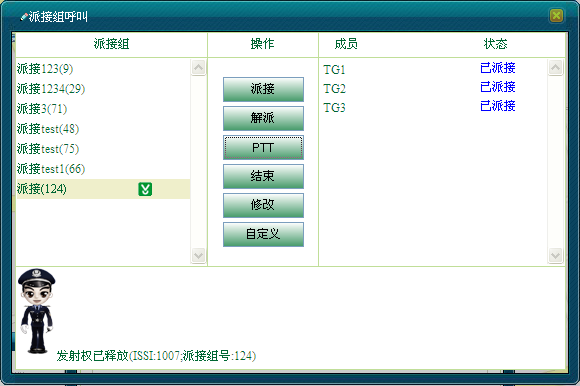 派接组呼叫
派接组 操作 成员 状态
派接123(9)
派接1234(29)
派接3(71)
派接test(48)
派接test(75)
派接test1(66)
派接(124)
派接
解派
PTT
结束
修改
自定义
TG1 已派接
TG2 已派接
TG3 已派接
发射权已释放(ISSI:1007;派接组号:124)